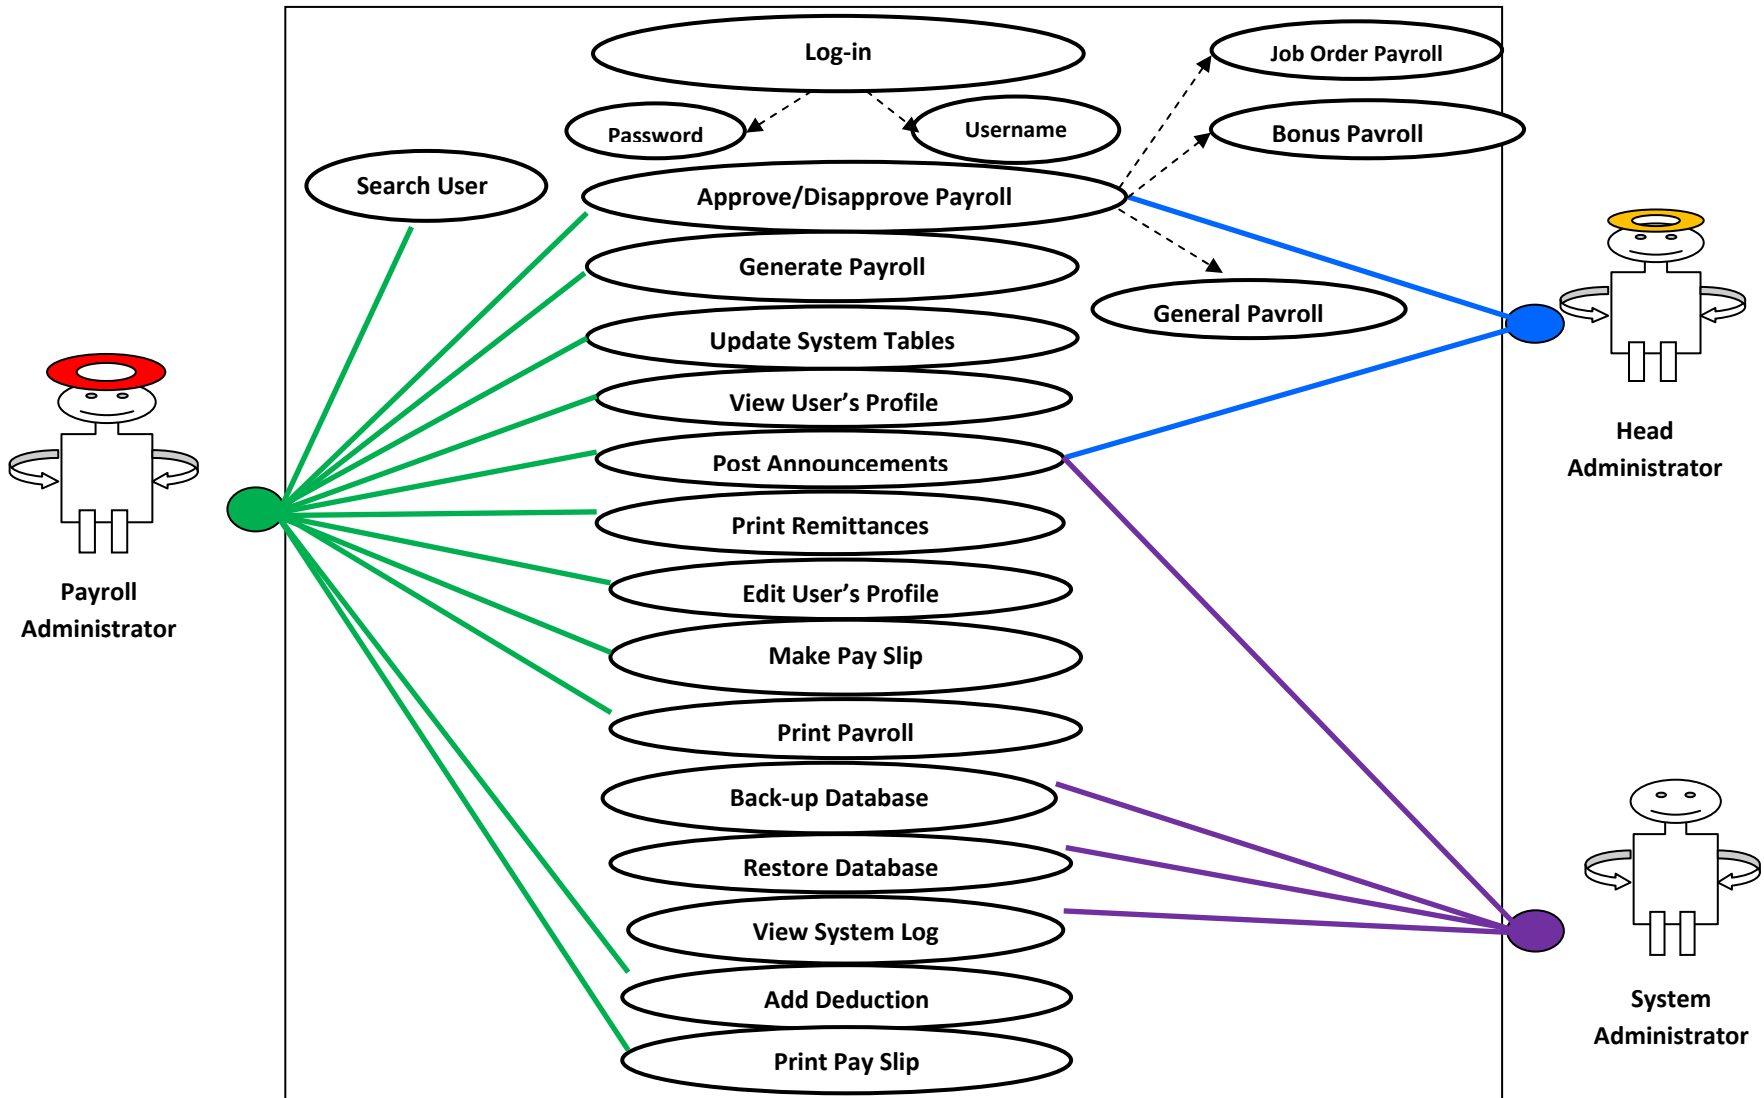 Log-in
Job Order Payroll
Password
Username
Bonus Payroll
Search User
Approve/Disapprove Payroll
Generate Payroll
General Payroll
Update System Tables
View User’s Profile
Post Announcements
Head
Administrator
Print Remittances
Payroll
Administrator
Edit User’s Profile
Make Pay Slip
Print Payroll
Back-up Database
Restore Database
View System Log
Add Deduction
System
Administrator
Print Pay Slip